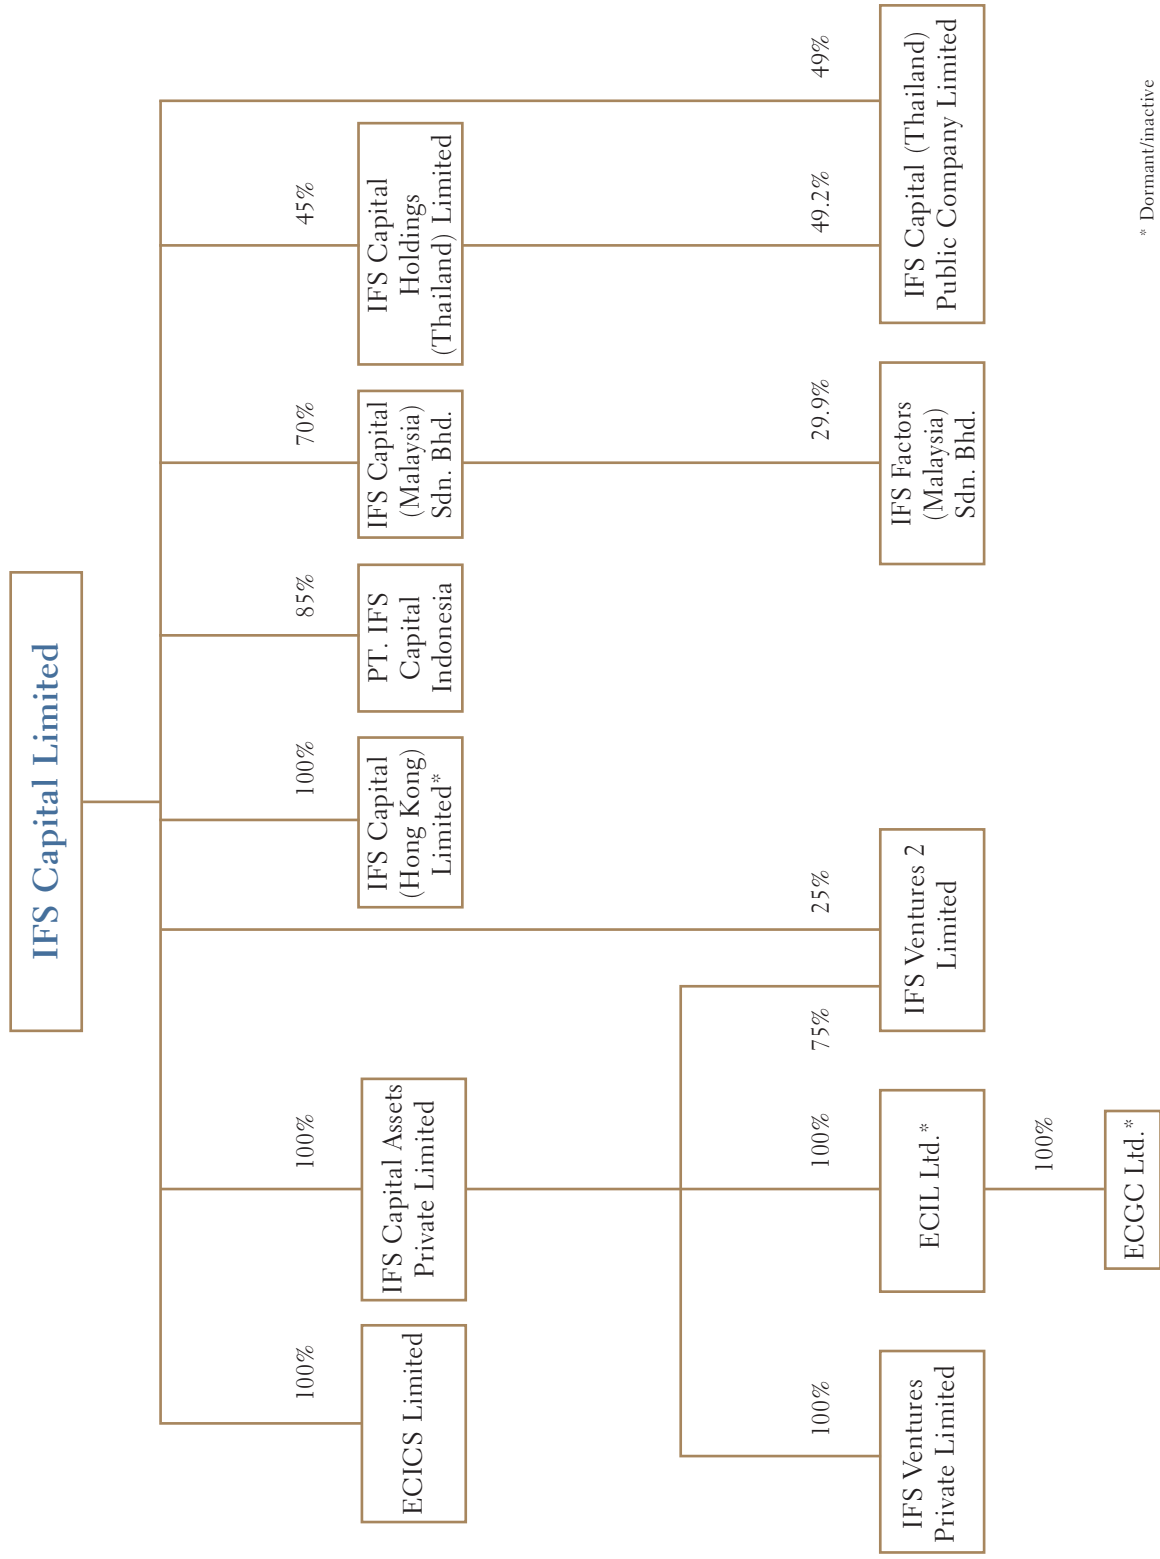 IFS Capital Limited
100%
100%
100%
85%
70%
45%
ECICS Limited
IFS Capital Assets
Private Limited
IFS Capital
(Hong Kong)
Limited*
PT. IFS
Capital
Indonesia
IFS Capital
(Malaysia)
Sdn. Bhd.
IFS Capital
Holdings
(Thailand) Limited
100%
100%
75%
25%
29.9%
49.2%
49%
IFS Ventures
Private Limited
ECIL Ltd.*
IFS Ventures 2
Limited
IFS Factors
(Malaysia)
Sdn. Bhd.
IFS Capital (Thailand)
Public Company Limited
100%
ECGC Ltd.*
* Dormant/inactive